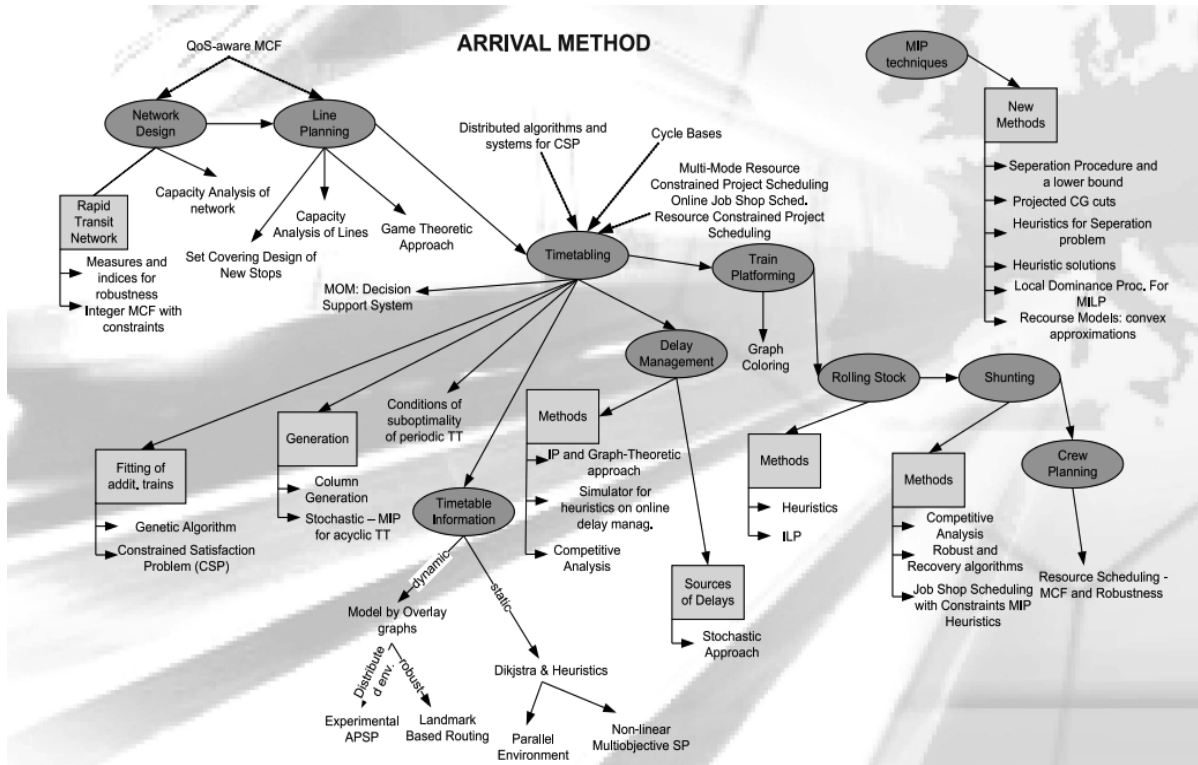 ARRIVAL METHOD
QoS-aware MCF
Network
Design
Line
Planning
Rapid
Transit
Network
Measures and
indices for
robustness
Integer MCF with
constraints
Capacity Analysis of
network
Set Covering Design of
New Stops
Capacity
Analysis of Lines
Game Theoretic
Approach
Distributed algorithms and
systems for CSP
Cycle Bases
Multi-Mode Resource
Constrained Project Scheduling
Online Job Shop Sched.
Resource Constrained Project
Scheduling
Timetabling
MOM: Decision
Support System
Train
Platforming
Graph
Coloring
MIP
techniques
New
Methods
Seperation Procedure and
a lower bound
Projected CG cuts
Heuristics for Seperation
problem
Heuristic solutions
Local Dominance Proc. For
MILP
Recourse Models: convex
approximations
Delay
Management
Rolling Stock
Shunting
Crew
Planning
Fitting of
addit. trains
Genetic Algorithm
Constrained Satisfaction
Problem (CSP)
Generation
Column
Generation
Stochastic – MIP
for acyclic TT
Conditions of
suboptimality
of periodic TT
Timetable
Information
dynamic
static
Model by Overlay
graphs
Distribute
d env.
robust
Experimental
APSP
Landmark
Based Routing
Dikjstra & Heuristics
Parallel
Environment
Non-linear
Multiobjective SP
Methods
IP and Graph-Theoretic
approach
Simulator for
heuristics on online
delay manag.
Competitive
Analysis
Sources
of Delays
Stochastic
Approach
Methods
Heuristics
ILP
Methods
Competitive
Analysis
Robust and
Recovery algorithms
Job Shop Scheduling
with Constraints MIP
Heuristics
Resource Scheduling -
MCF and Robustness